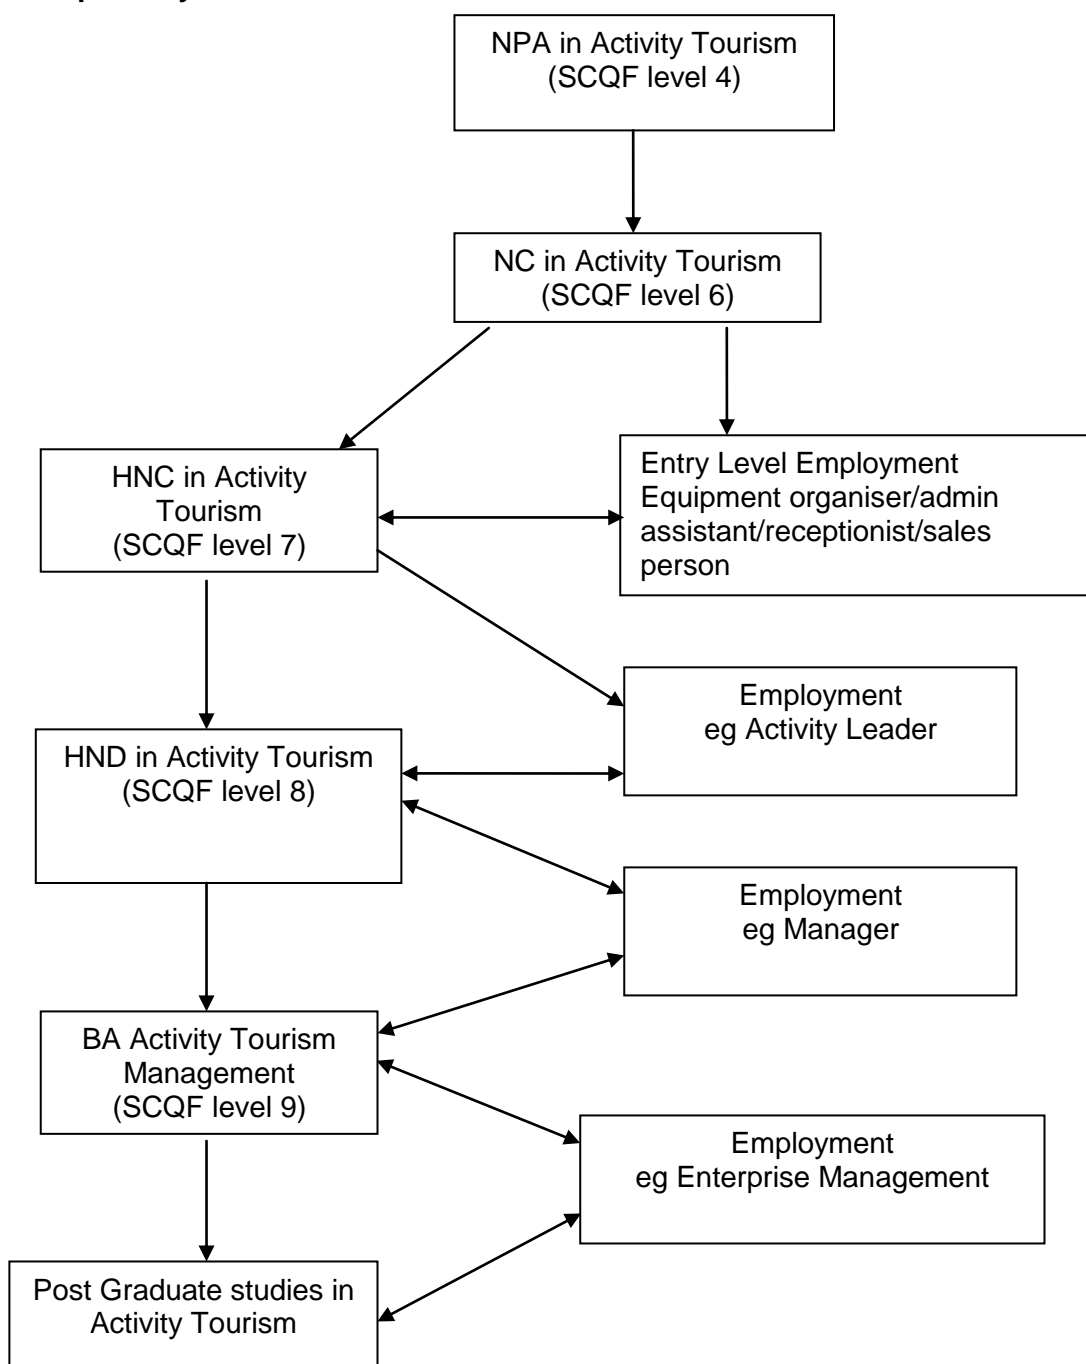 NPA in Activity Tourism
(SCQF level 4)
NC in Activity Tourism
(SCQF level 6)
HNC in Activity
Tourism
(SCQF level 7)
Entry Level Employment
Equipment organiser/admin
assistant/receptionist/sales
person
Employment
eg Activity Leader
HND in Activity Tourism
(SCQF level 8)
Employment
eg Manager
BA Activity Tourism
Management
(SCQF level 9)
Employment
eg Enterprise Management
Post Graduate studies in
Activity Tourism